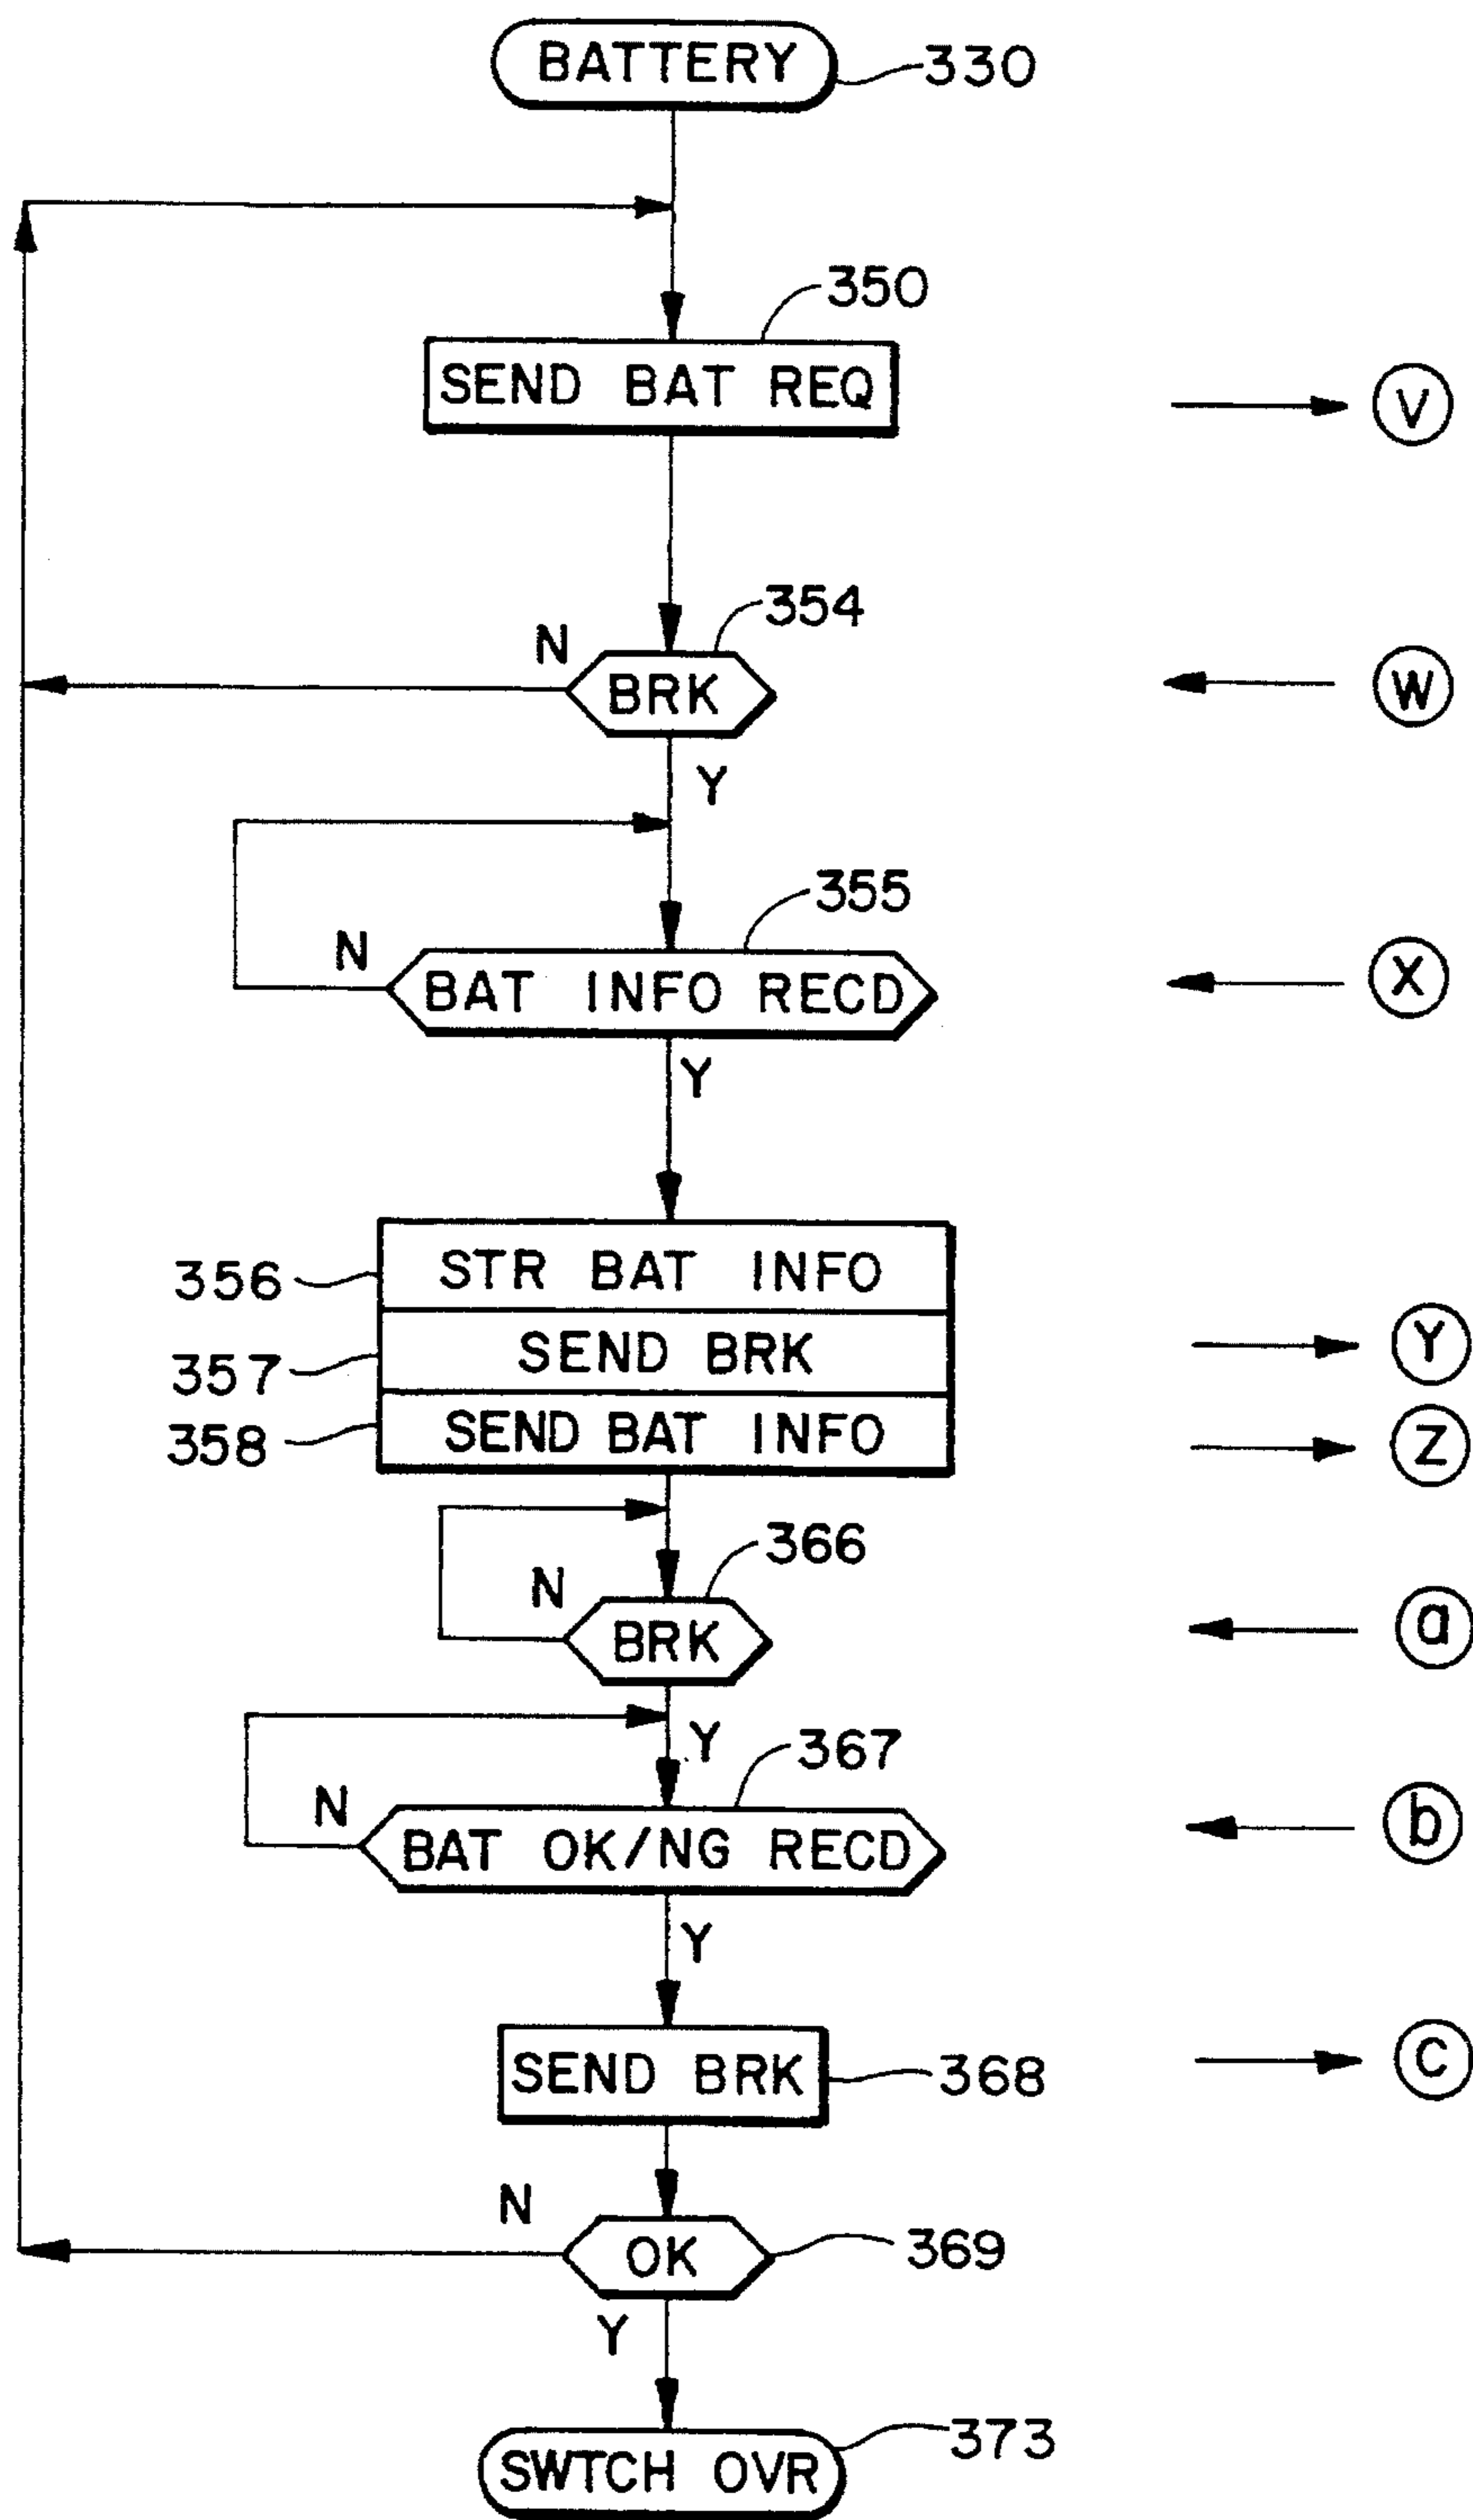 BATTERY 330
350
SEND BAT REQ V
354
N
BRK W
Y
355
N
BAT INFO RECD X
Y
356 STR BAT INFO
357 SEND BRK Y
358 SEND BAT INFO Z
366
N
BRK a
Y
367
N
BAT OK/NG RECD b
Y
SEND BRK 368 C
N
OK 369
Y
373
SWTCH OVR